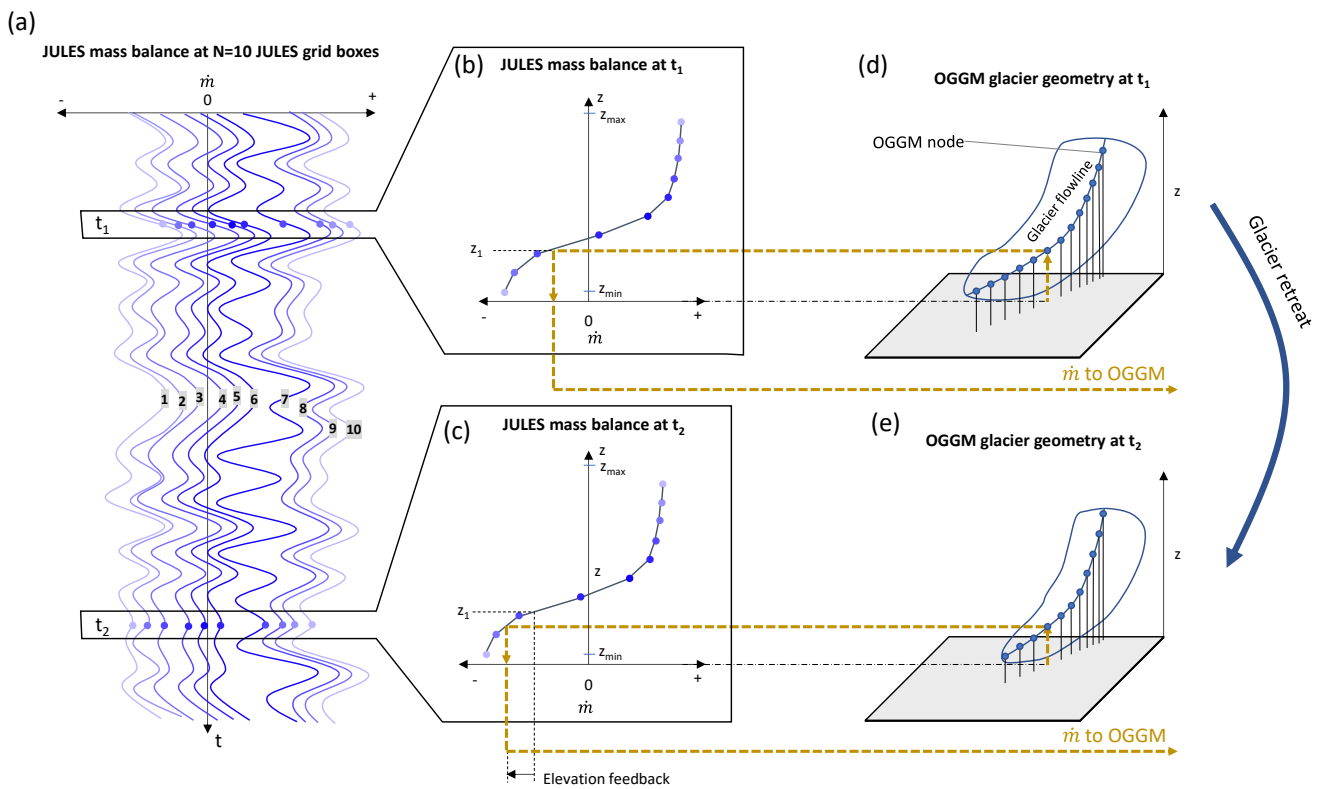 (a)
JULES mass balance at N=10 JULES grid boxes
ṁ
- 0 +
t₁
1 2 3 4 5 6 7 8 9 10
t₂
t
(b)
JULES mass balance at t₁
z
zₘₐₓ
z₁
zₘᵢₙ
- 0 +
ṁ
(d)
OGGM glacier geometry at t₁
OGGM node
Glacier flowline
z
ṁ to OGGM
Glacier retreat
(c)
JULES mass balance at t₂
zₘₐₓ
z
z₁
zₘᵢₙ
- 0 +
ṁ
Elevation feedback
(e)
OGGM glacier geometry at t₂
z
ṁ to OGGM